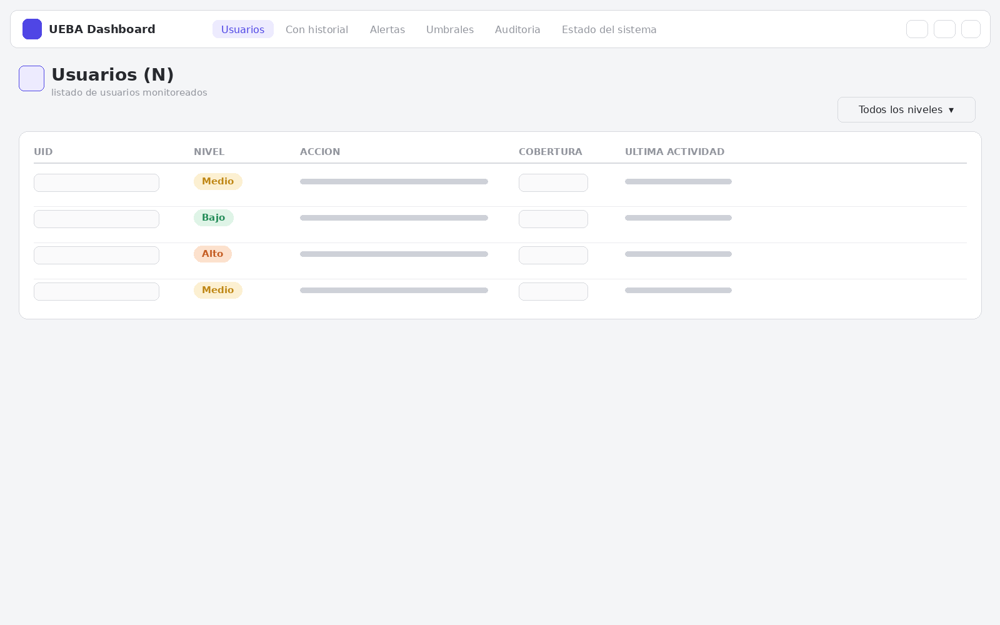 UEBA Dashboard Usuarios Con historial Alertas Umbrales Auditoria Estado del sistema
Usuarios (N)
listado de usuarios monitoreados
Todos los niveles ▾
UID NIVEL ACCION COBERTURA ULTIMA ACTIVIDAD
Medio
Bajo
Alto
Medio